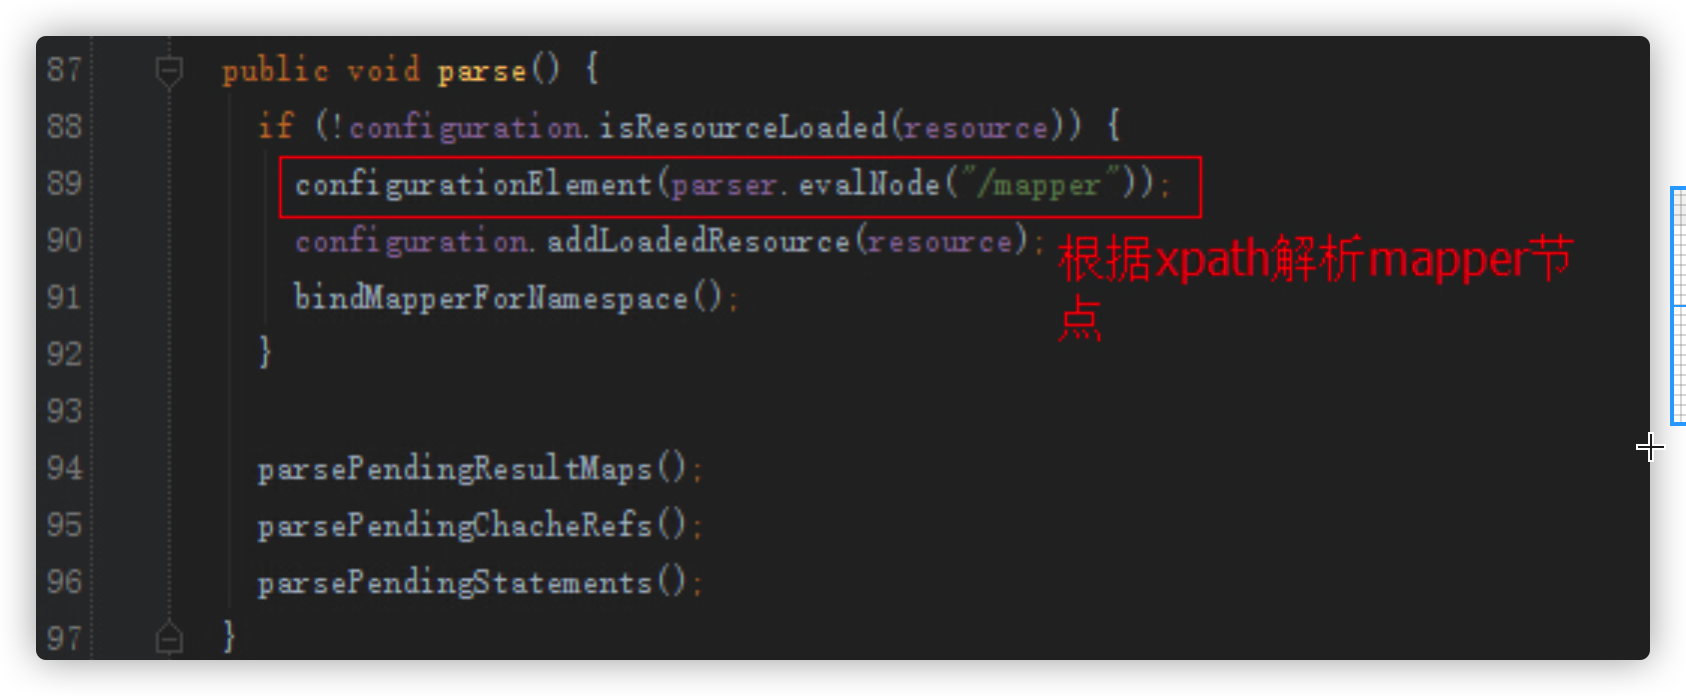 87 public void parse() {
88 if (!configuration.isResourceLoaded(resource)) {
89 configurationElement(parser.evalNode("/mapper"));
90 configuration.addLoadedResource(resource);
根据xpath解析mapper节
91 bindMapperForNamespace();
点
92 }
93
94 parsePendingResultMaps();
95 parsePendingChacheRefs();
96 parsePendingStatements();
97 }